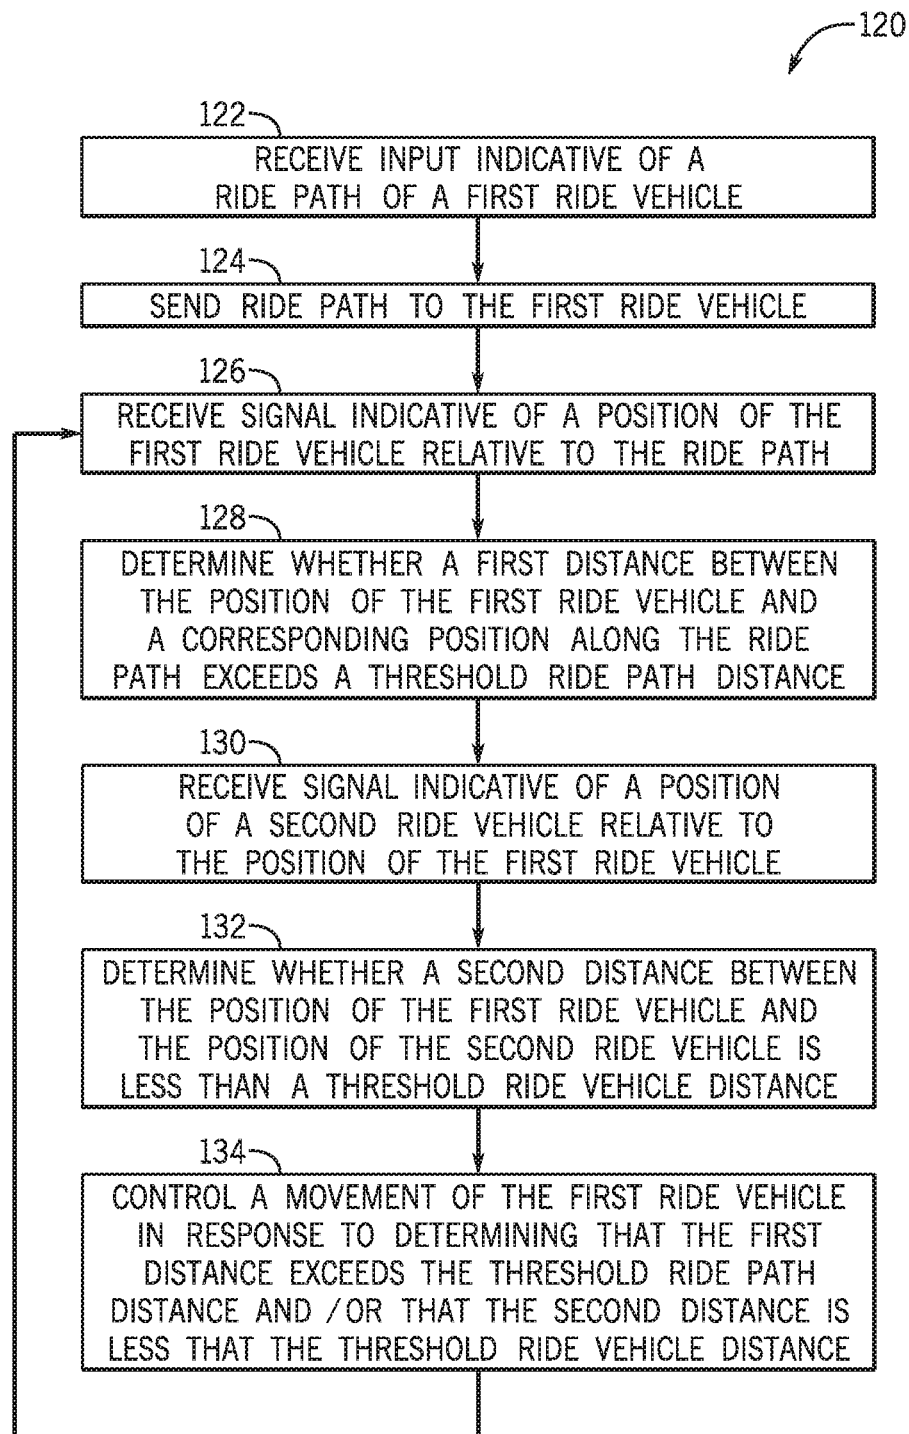 120
122
RECEIVE INPUT INDICATIVE OF A
RIDE PATH OF A FIRST RIDE VEHICLE
124
SEND RIDE PATH TO THE FIRST RIDE VEHICLE
126
RECEIVE SIGNAL INDICATIVE OF A POSITION OF THE
FIRST RIDE VEHICLE RELATIVE TO THE RIDE PATH
128
DETERMINE WHETHER A FIRST DISTANCE BETWEEN
THE POSITION OF THE FIRST RIDE VEHICLE AND
A CORRESPONDING POSITION ALONG THE RIDE
PATH EXCEEDS A THRESHOLD RIDE PATH DISTANCE
130
RECEIVE SIGNAL INDICATIVE OF A POSITION
OF A SECOND RIDE VEHICLE RELATIVE TO
THE POSITION OF THE FIRST RIDE VEHICLE
132
DETERMINE WHETHER A SECOND DISTANCE BETWEEN
THE POSITION OF THE FIRST RIDE VEHICLE AND
THE POSITION OF THE SECOND RIDE VEHICLE IS
LESS THAN A THRESHOLD RIDE VEHICLE DISTANCE
134
CONTROL A MOVEMENT OF THE FIRST RIDE VEHICLE
IN RESPONSE TO DETERMINING THAT THE FIRST
DISTANCE EXCEEDS THE THRESHOLD RIDE PATH
DISTANCE AND /OR THAT THE SECOND DISTANCE IS
LESS THAT THE THRESHOLD RIDE VEHICLE DISTANCE